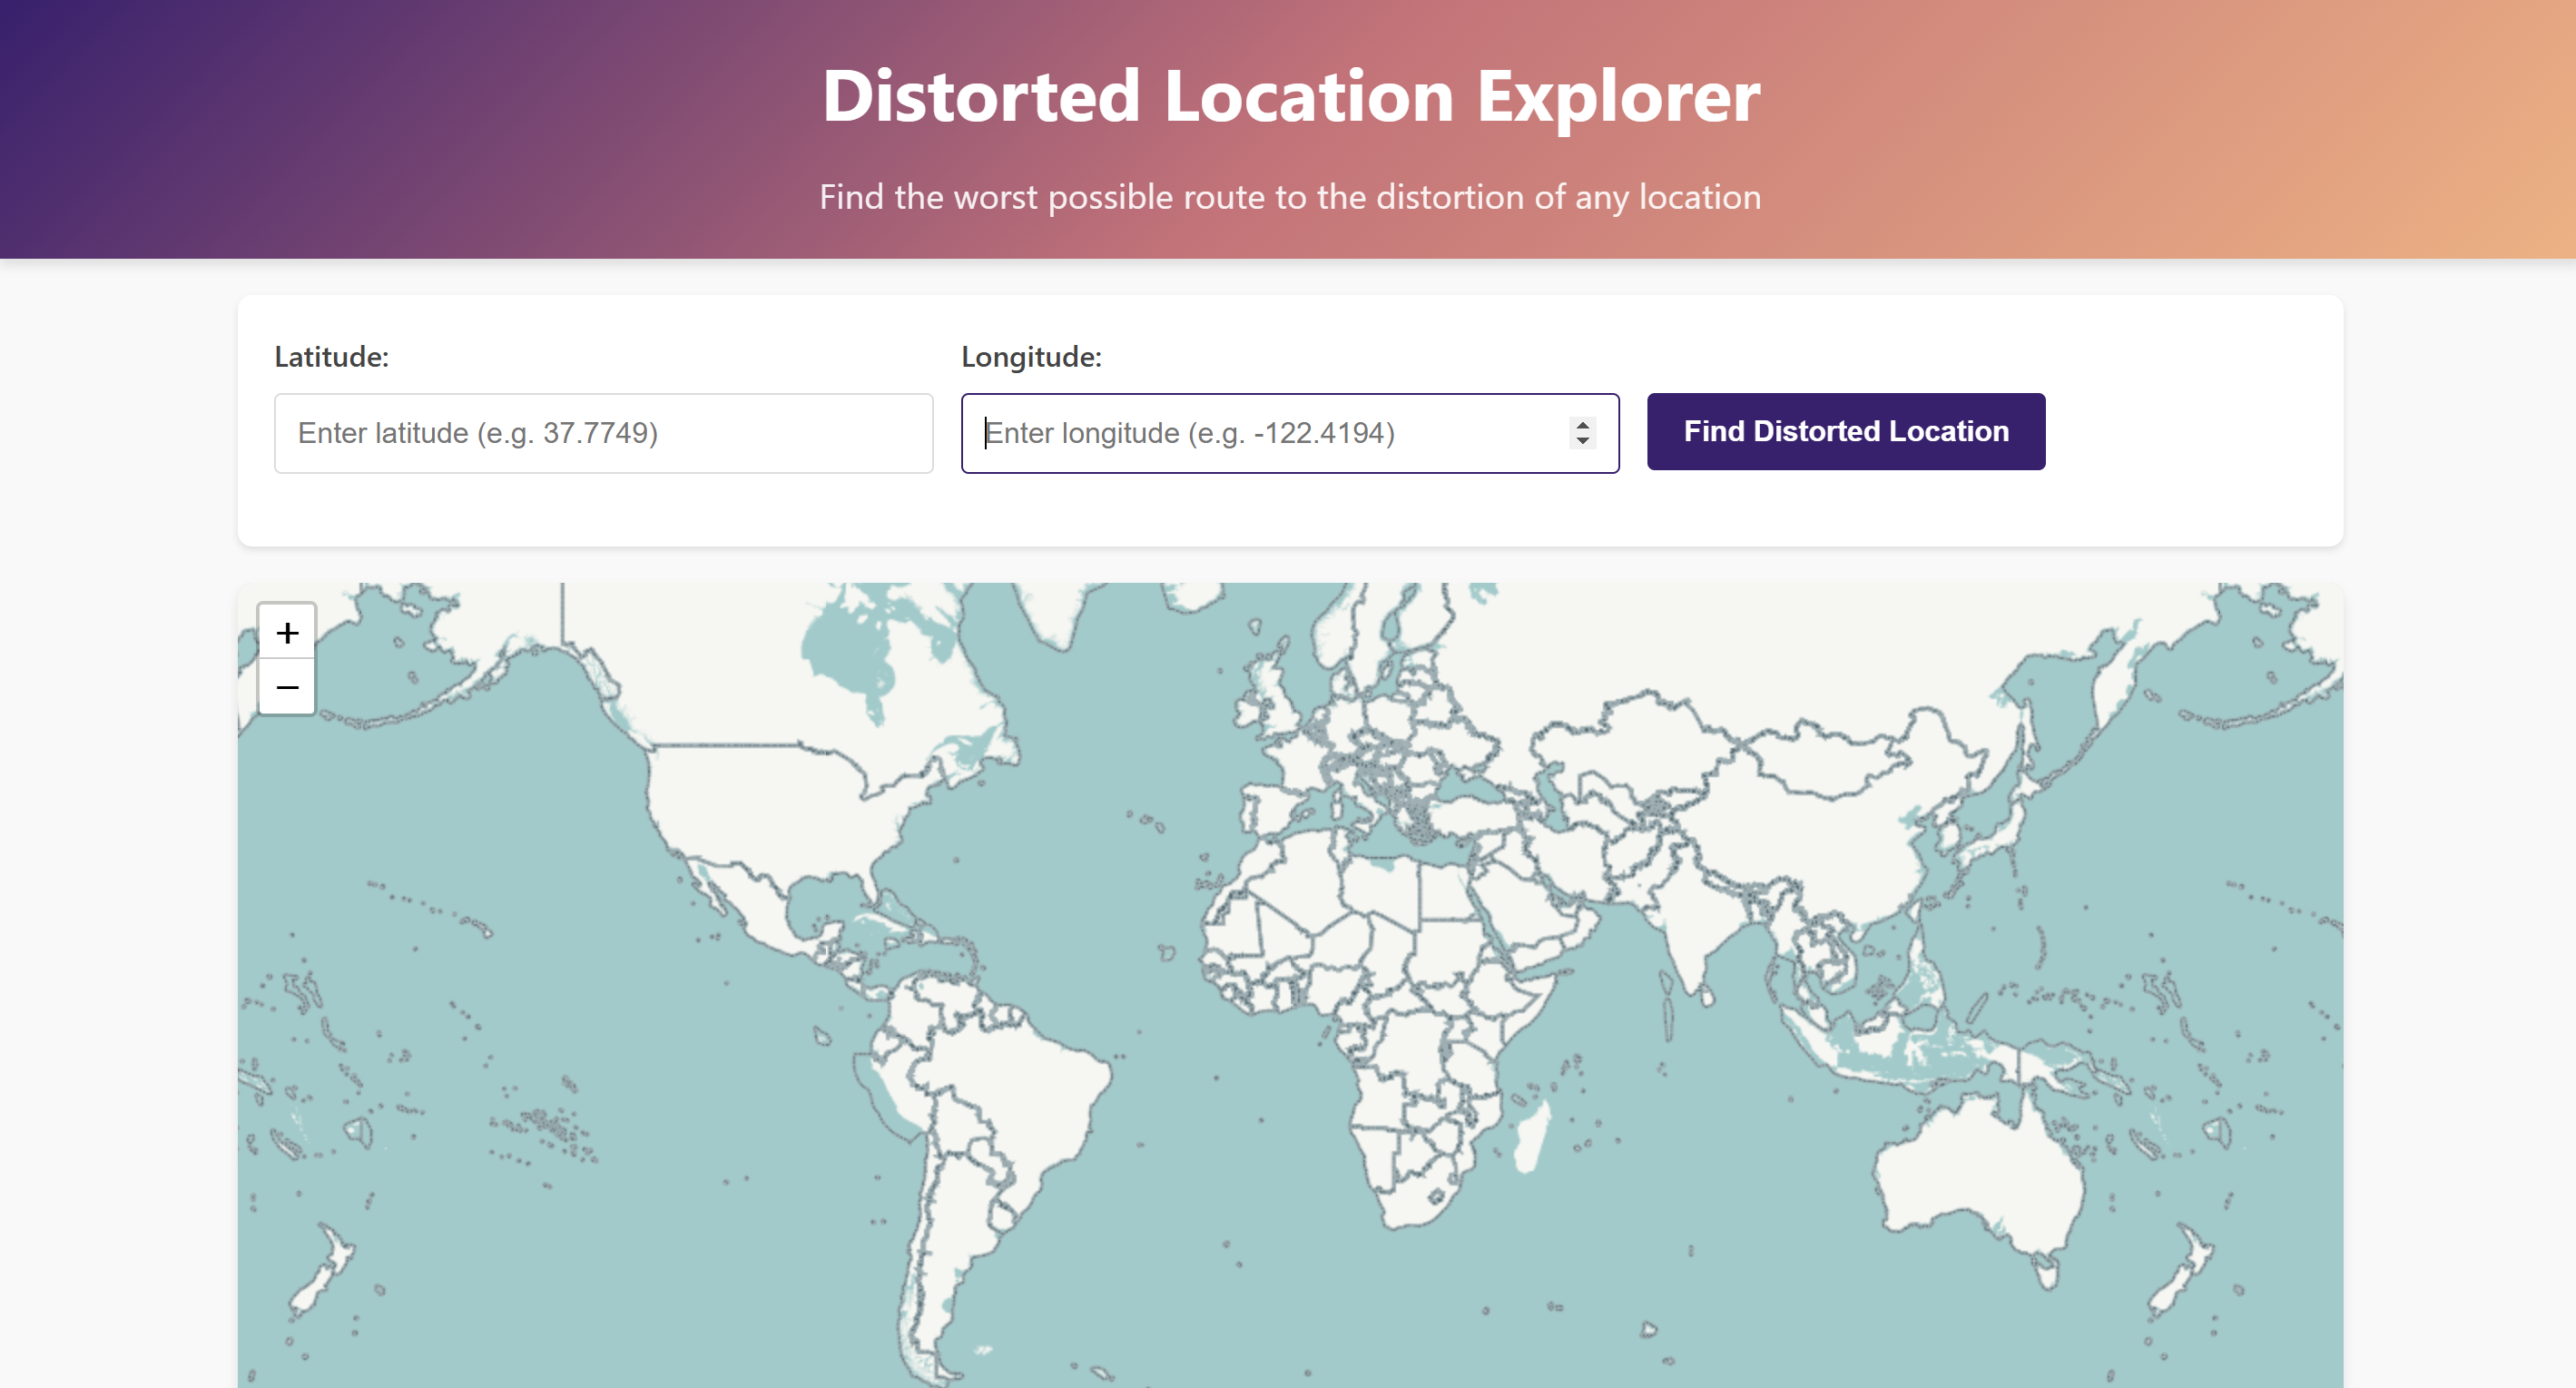 Distorted Location Explorer
Find the worst possible route to the distortion of any location
Latitude:
Longitude:
Enter latitude (e.g. 37.7749)
Enter longitude (e.g. -122.4194)
Find Distorted Location
+
−